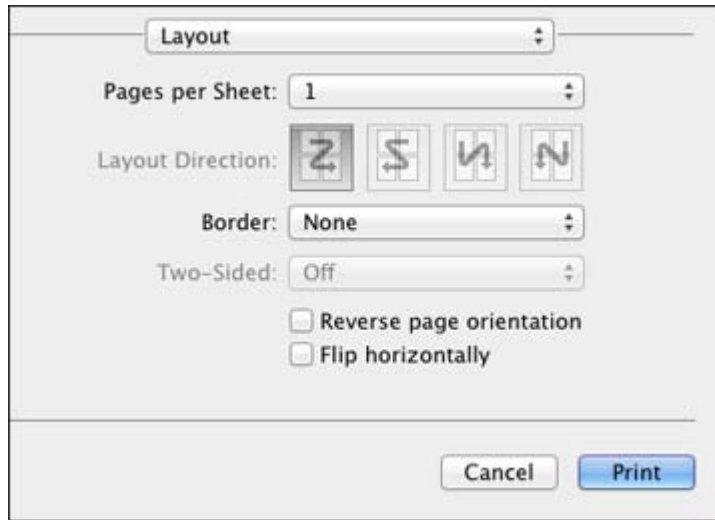 Layout
Pages per Sheet: 1
Layout Direction:
Border: None
Two-Sided: Off
Reverse page orientation
Flip horizontally
Cancel Print